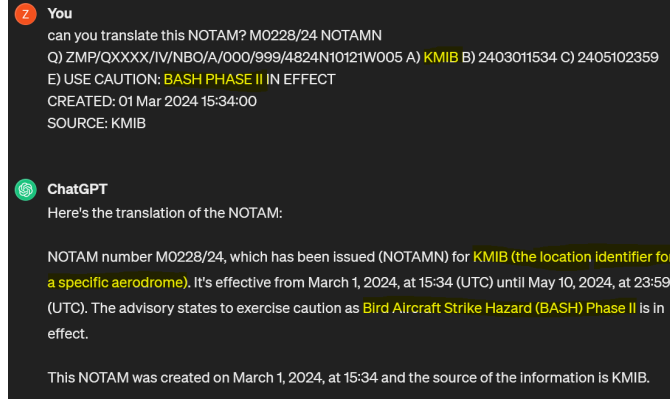 Z You
can you translate this NOTAM? M0228/24 NOTAMN
Q) ZMP/QXXXX/IV/NBO/A/000/999/4824N10121W005 A) KMIB B) 2403011534 C) 2405102359
E) USE CAUTION: BASH PHASE II IN EFFECT
CREATED: 01 Mar 2024 15:34:00
SOURCE: KMIB
ChatGPT
Here's the translation of the NOTAM:
NOTAM number M0228/24, which has been issued (NOTAMN) for KMIB (the location identifier for
a specific aerodrome). It's effective from March 1, 2024, at 15:34 (UTC) until May 10, 2024, at 23:59
(UTC). The advisory states to exercise caution as Bird Aircraft Strike Hazard (BASH) Phase II is in
effect.
This NOTAM was created on March 1, 2024, at 15:34 and the source of the information is KMIB.